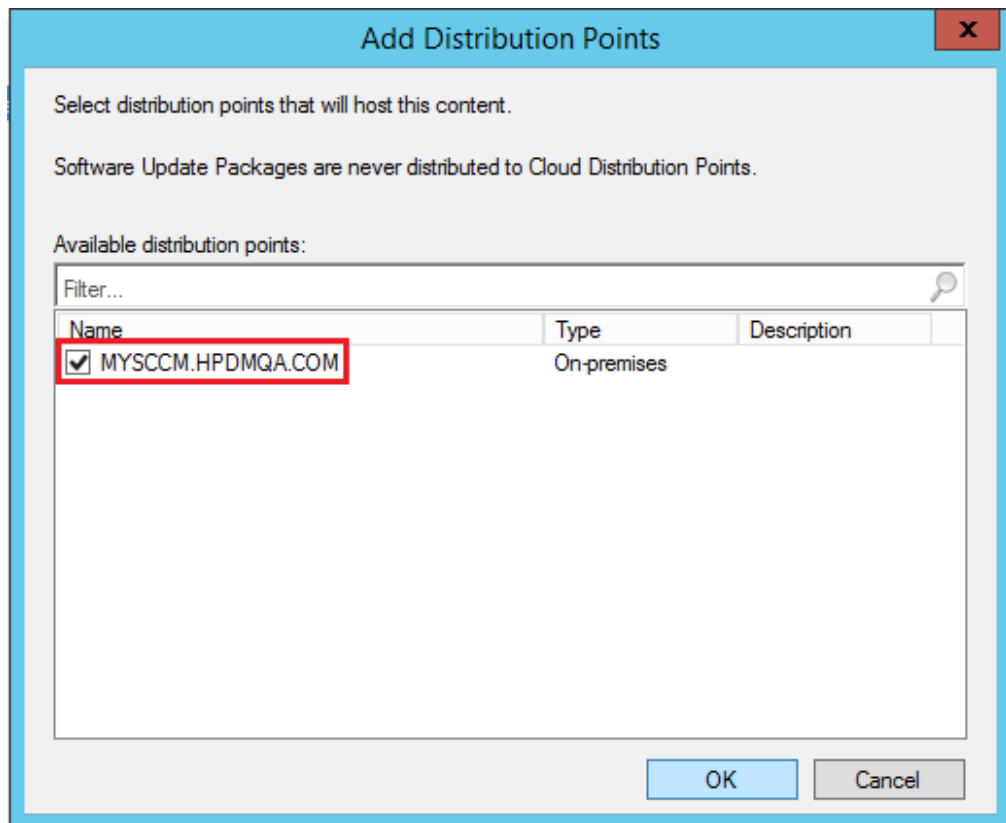 Add Distribution Points
x
Select distribution points that will host this content.
Software Update Packages are never distributed to Cloud Distribution Points.
Available distribution points:
Filter...
Name Type Description
MYSCCM.HPDMQA.COM On-premises
OK Cancel